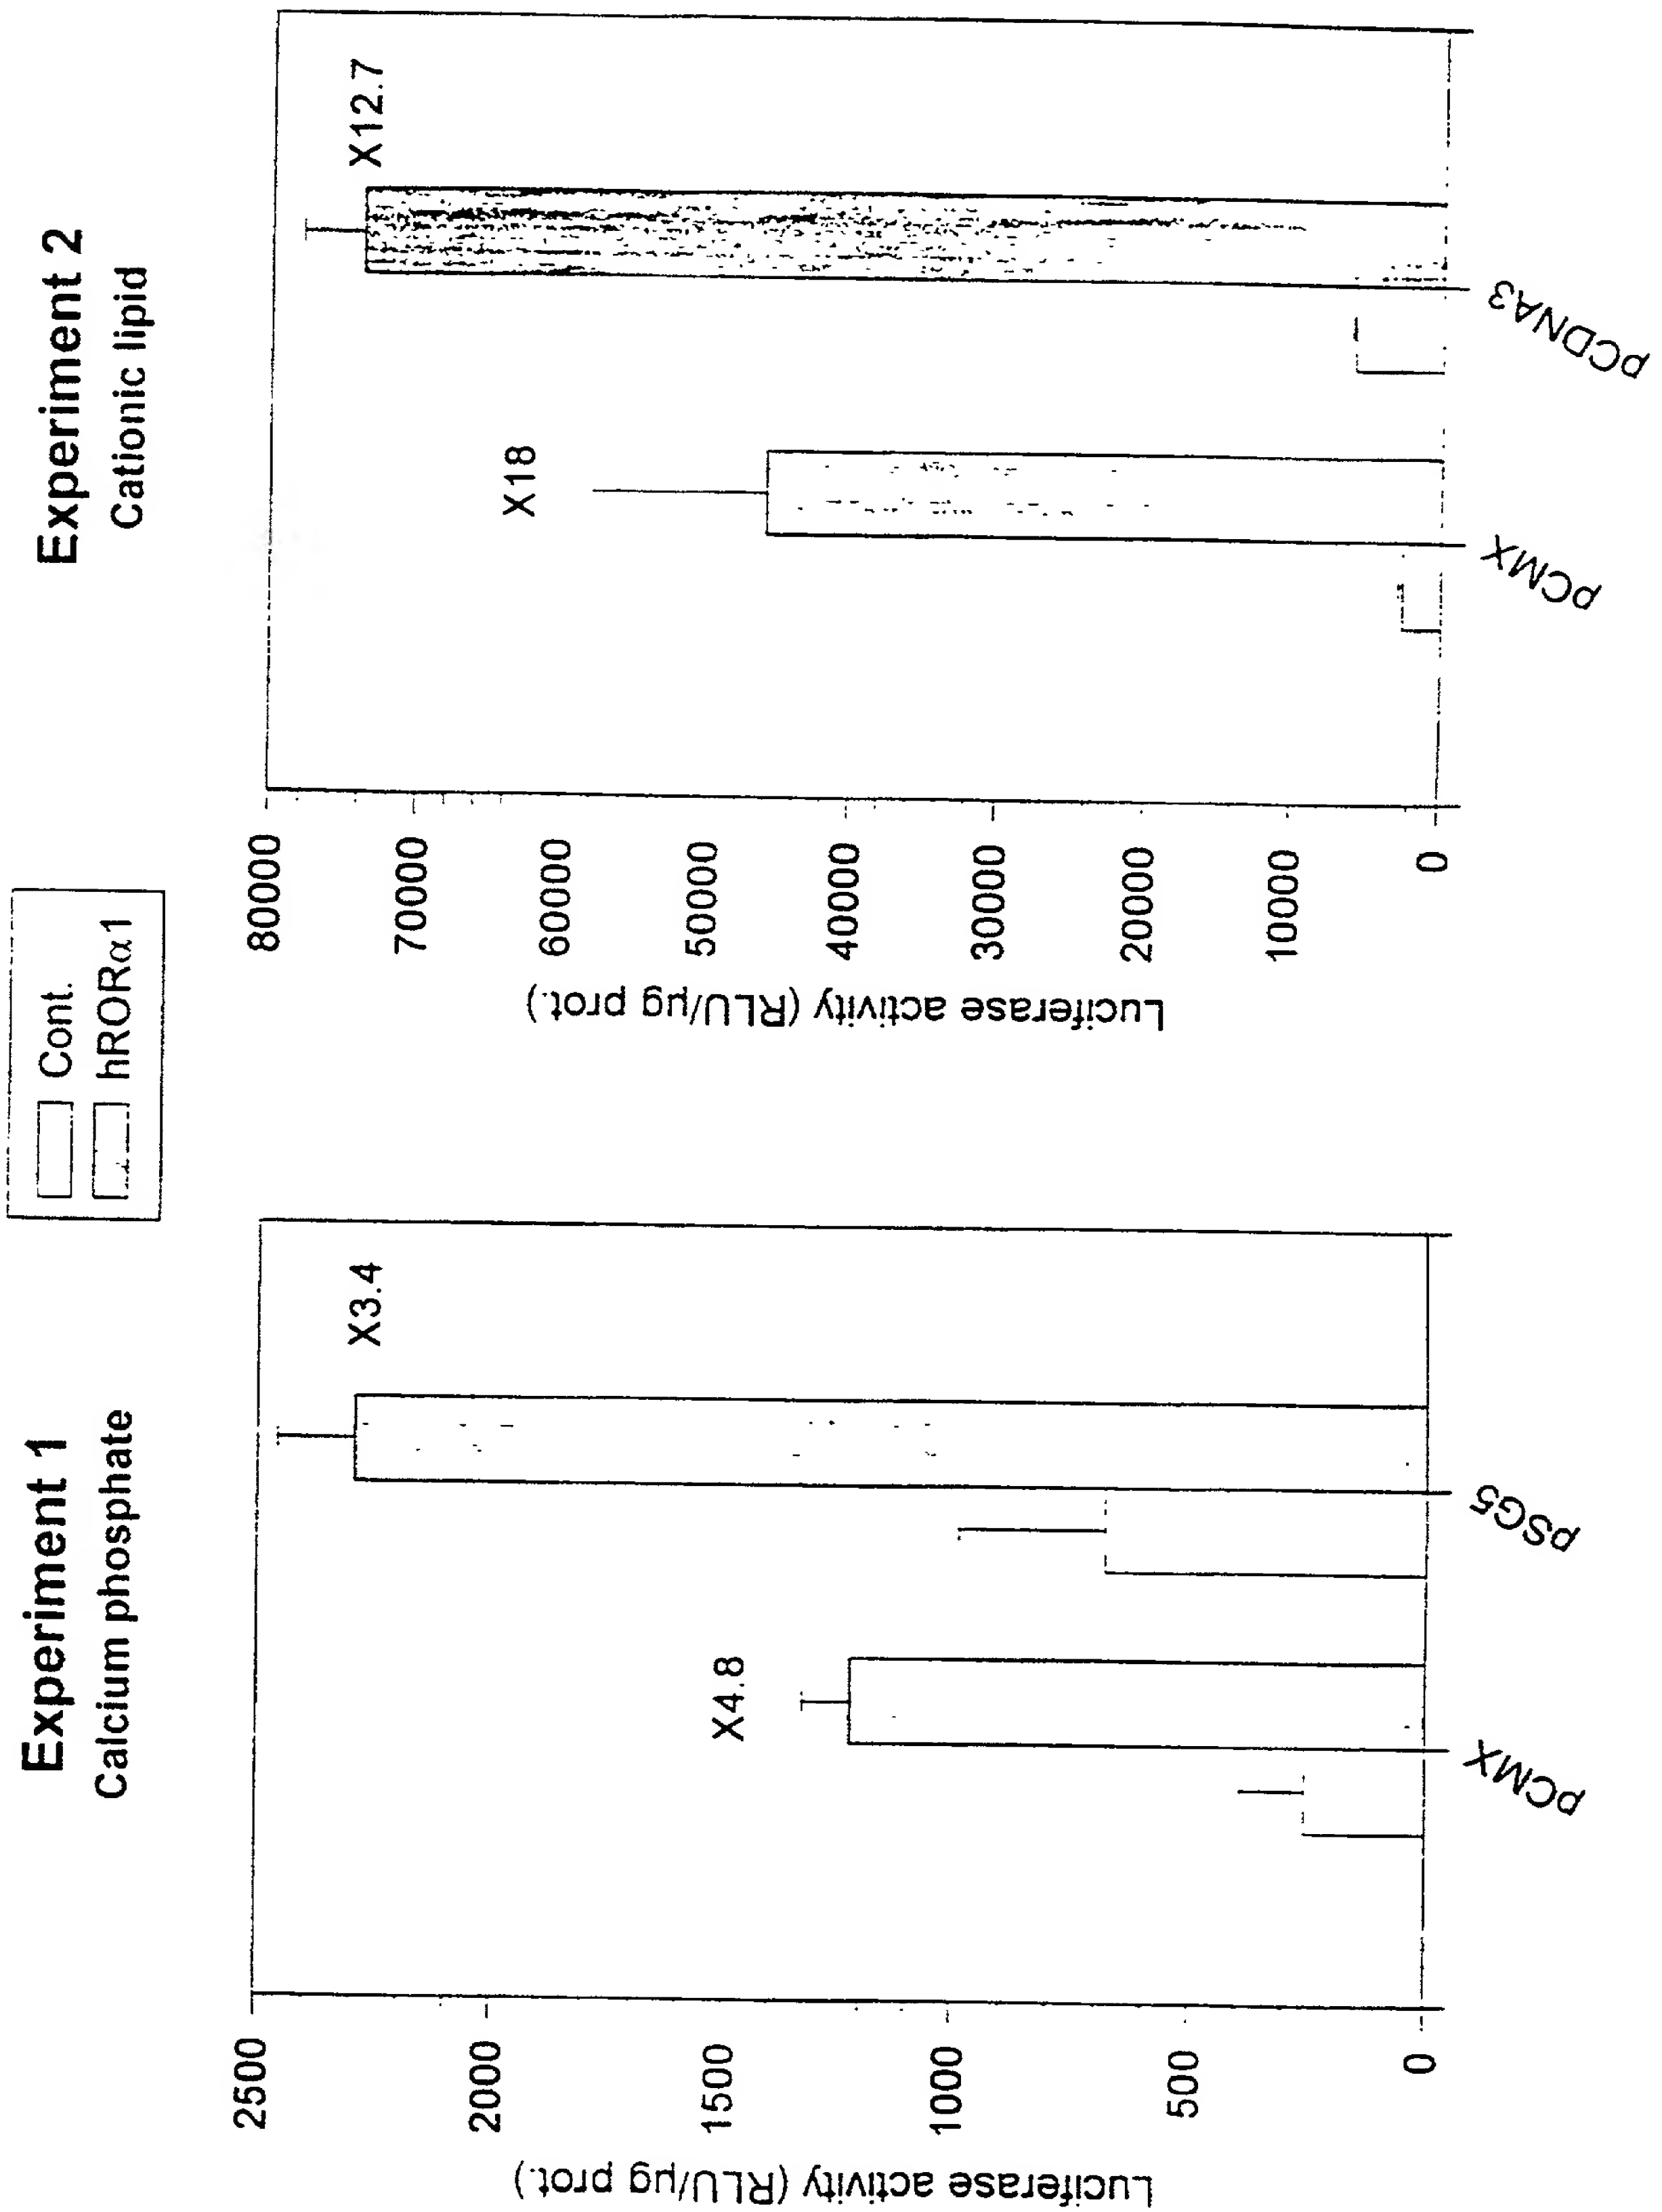 Cont.
hRORα1
Experiment 1
Calcium phosphate
Luciferase activity (RLU/µg prot.)
2500
2000
1500
1000
500
0
X4.8
X3.4
pCMX
pSG5
Experiment 2
Cationic lipid
Luciferase activity (RLU/µg prot.)
80000
70000
60000
50000
40000
30000
20000
10000
0
X18
X12.7
pCMX
pCDNA3